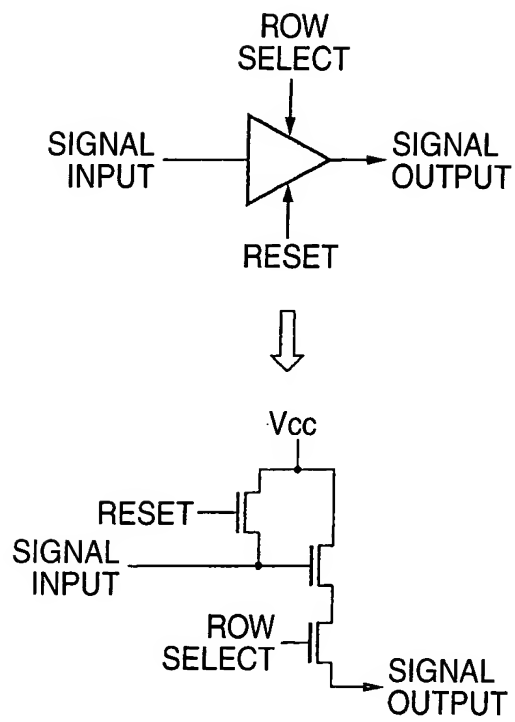 ROW
SELECT
SIGNAL
INPUT
SIGNAL
OUTPUT
RESET
Vcc
RESET
SIGNAL
INPUT
ROW
SELECT
SIGNAL
OUTPUT